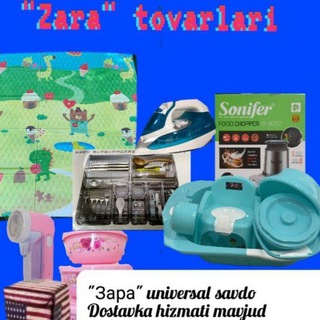 "Zara" tovarlari
Sonifer
FOOD CHOPPER
"Зара" universal savdo
Dostavka hizmati mavjud